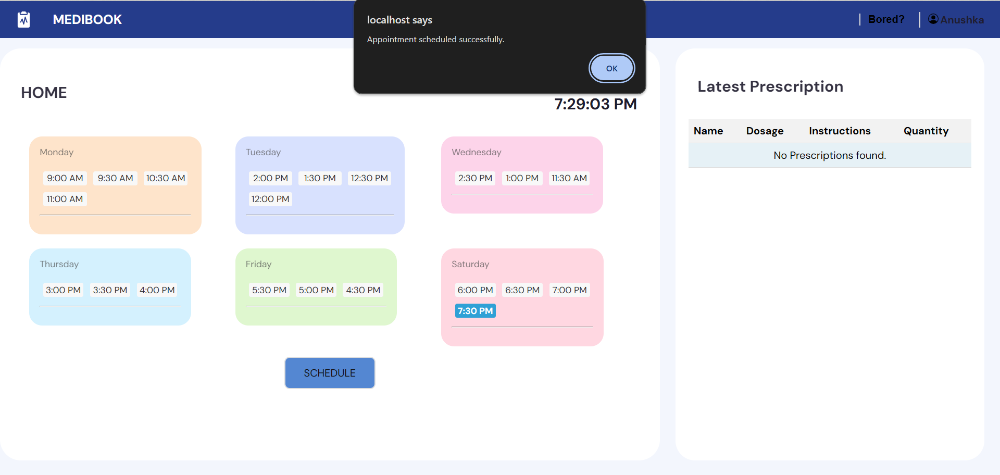 MEDIBOOK
localhost says
Appointment scheduled successfully.
OK
Bored?
Anushka
HOME
7:29:03 PM
Monday
9:00 AM 9:30 AM 10:30 AM
11:00 AM
Tuesday
2:00 PM 1:30 PM 12:30 PM
12:00 PM
Wednesday
2:30 PM 1:00 PM 11:30 AM
Thursday
3:00 PM 3:30 PM 4:00 PM
Friday
5:30 PM 5:00 PM 4:30 PM
Saturday
6:00 PM 6:30 PM 7:00 PM
7:30 PM
SCHEDULE
Latest Prescription
Name Dosage Instructions Quantity
No Prescriptions found.